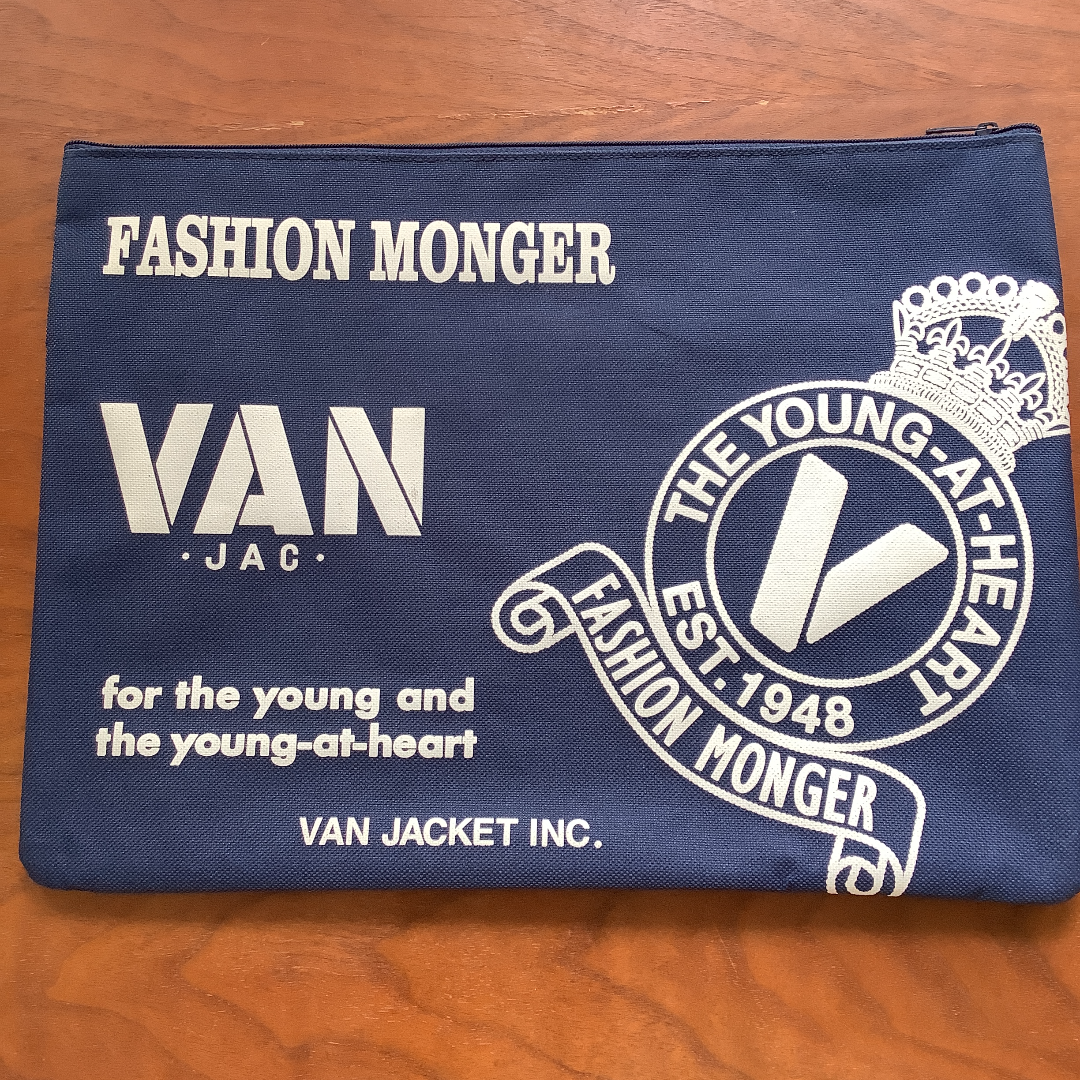 FASHION MONGER
VAN
·JAC·
for the young and
the young-at-heart
VAN JACKET INC.
THE YOUNG-AT-HEART
V
EST. 1948
FASHION MONGER